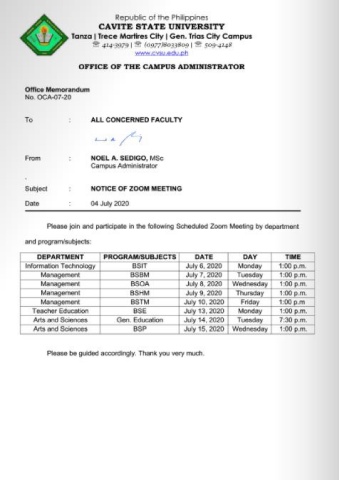 Republic of the Philippines
CAVITE STATE UNIVERSITY
Tanza | Trece Martires City | Gen. Trias City Campus
☏ 414-3979 | ☏ (0977)8033809 | ☏ 509-4148
www.cvsu.edu.ph
OFFICE OF THE CAMPUS ADMINISTRATOR
Office Memorandum
No. OCA-07-20
To : ALL CONCERNED FACULTY
From : NOEL A. SEDIGO, MSc
Campus Administrator
.
Subject : NOTICE OF ZOOM MEETING
Date : 04 July 2020
Please join and participate in the following Scheduled Zoom Meeting by department
and program/subjects:
DEPARTMENT PROGRAM/SUBJECTS DATE DAY TIME
Information Technology BSIT July 6, 2020 Monday 1:00 p.m.
Management BSBM July 7, 2020 Tuesday 1:00 p.m.
Management BSOA July 8, 2020 Wednesday 1:00 p.m.
Management BSHM July 9, 2020 Thursday 1:00 p.m.
Management BSTM July 10, 2020 Friday 1:00 p.m
Teacher Education BSE July 13, 2020 Monday 1:00 p.m.
Arts and Sciences Gen. Education July 14, 2020 Tuesday 7:30 p.m.
Arts and Sciences BSP July 15, 2020 Wednesday 1:00 p.m.
Please be guided accordingly. Thank you very much.